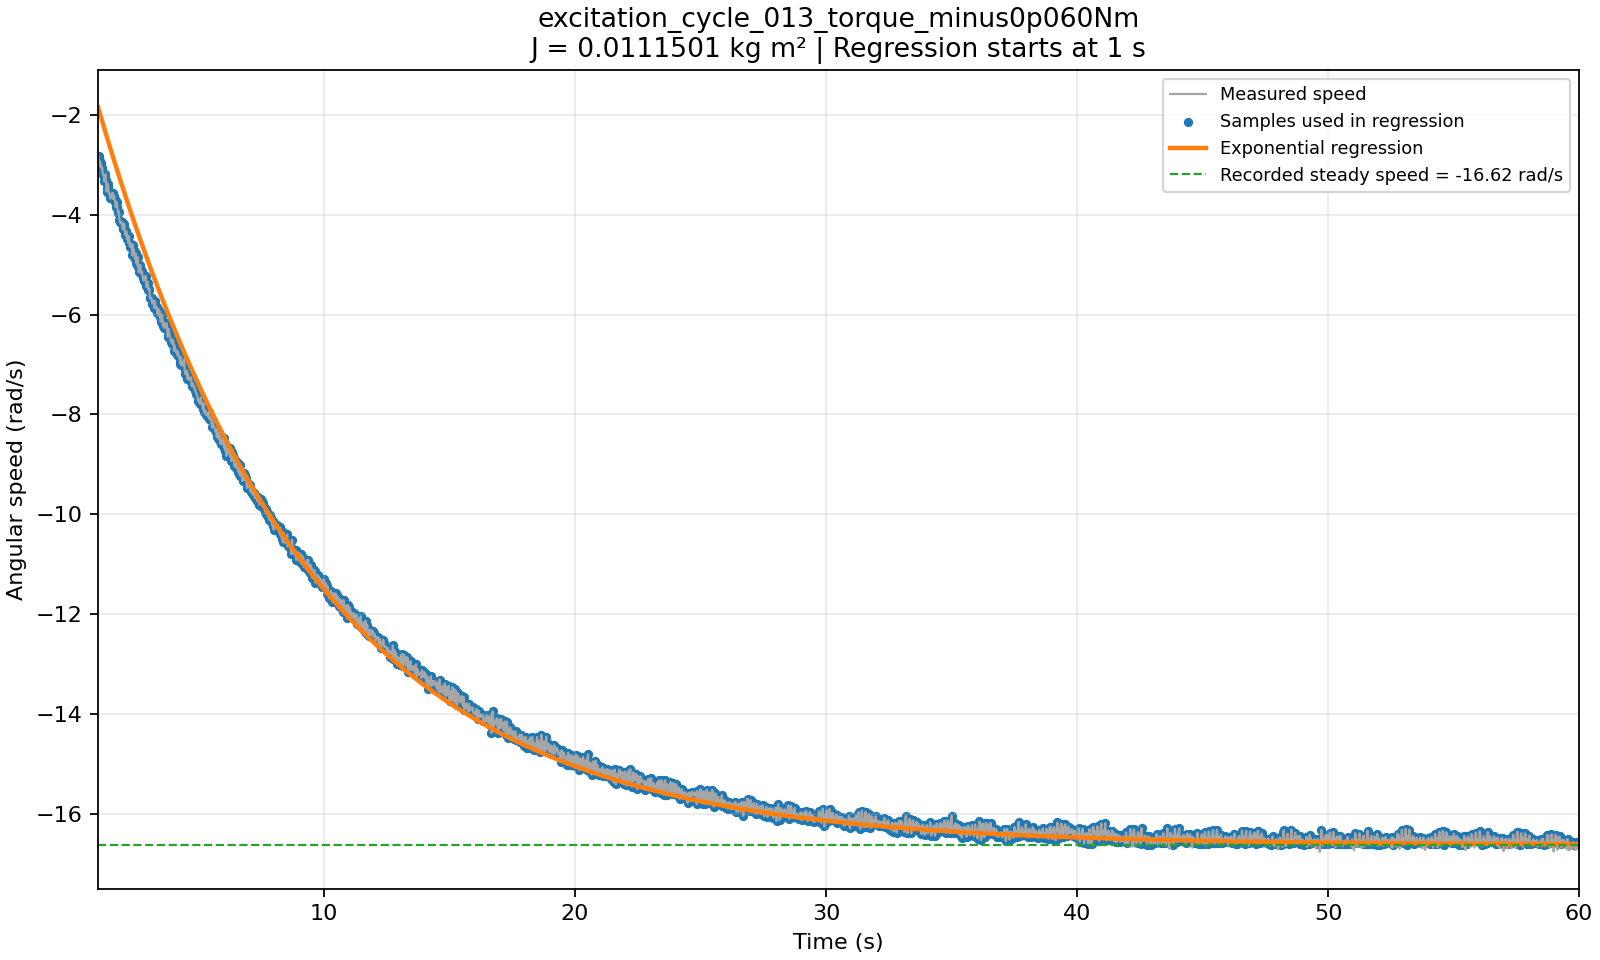 excitation_cycle_013_torque_minus0p060Nm
J = 0.0111501 kg m² | Regression starts at 1 s
Measured speed
Samples used in regression
Exponential regression
Recorded steady speed = -16.62 rad/s
Angular speed (rad/s)
−2
−4
−6
−8
−10
−12
−14
−16
10 20 30 40 50 60
Time (s)